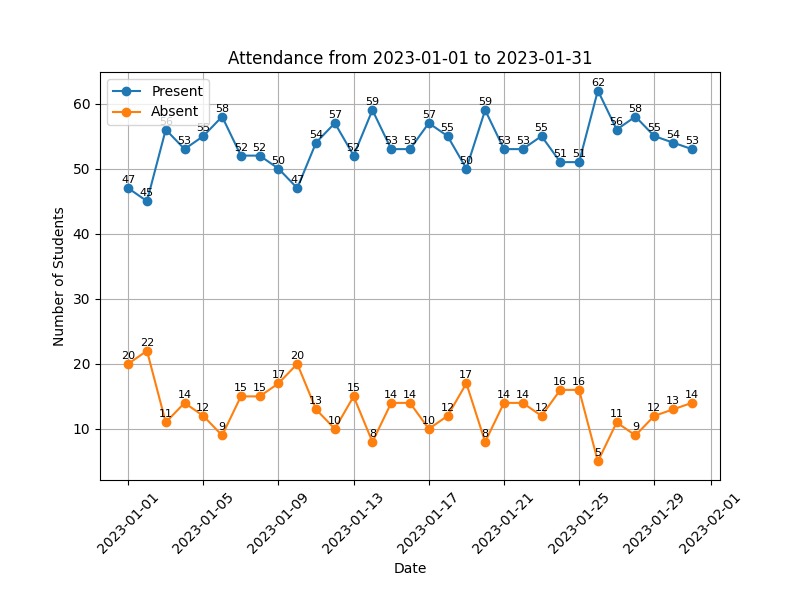 Attendance from 2023-01-01 to 2023-01-31
Present
Absent
Number of Students
60
50
40
30
20
10
47 45 56 53 55 58 52 52 50 47 54 57 52 59 53 53 57 55 50 59 53 53 55 51 51 62 56 58 55 54 53
20 22 11 14 12 9 15 15 17 20 13 10 15 8 14 14 10 12 17 8 14 14 12 16 16 5 11 9 12 13 14
2023-01-01 2023-01-05 2023-01-09 2023-01-13 2023-01-17 2023-01-21 2023-01-25 2023-01-29 2023-02-01
Date